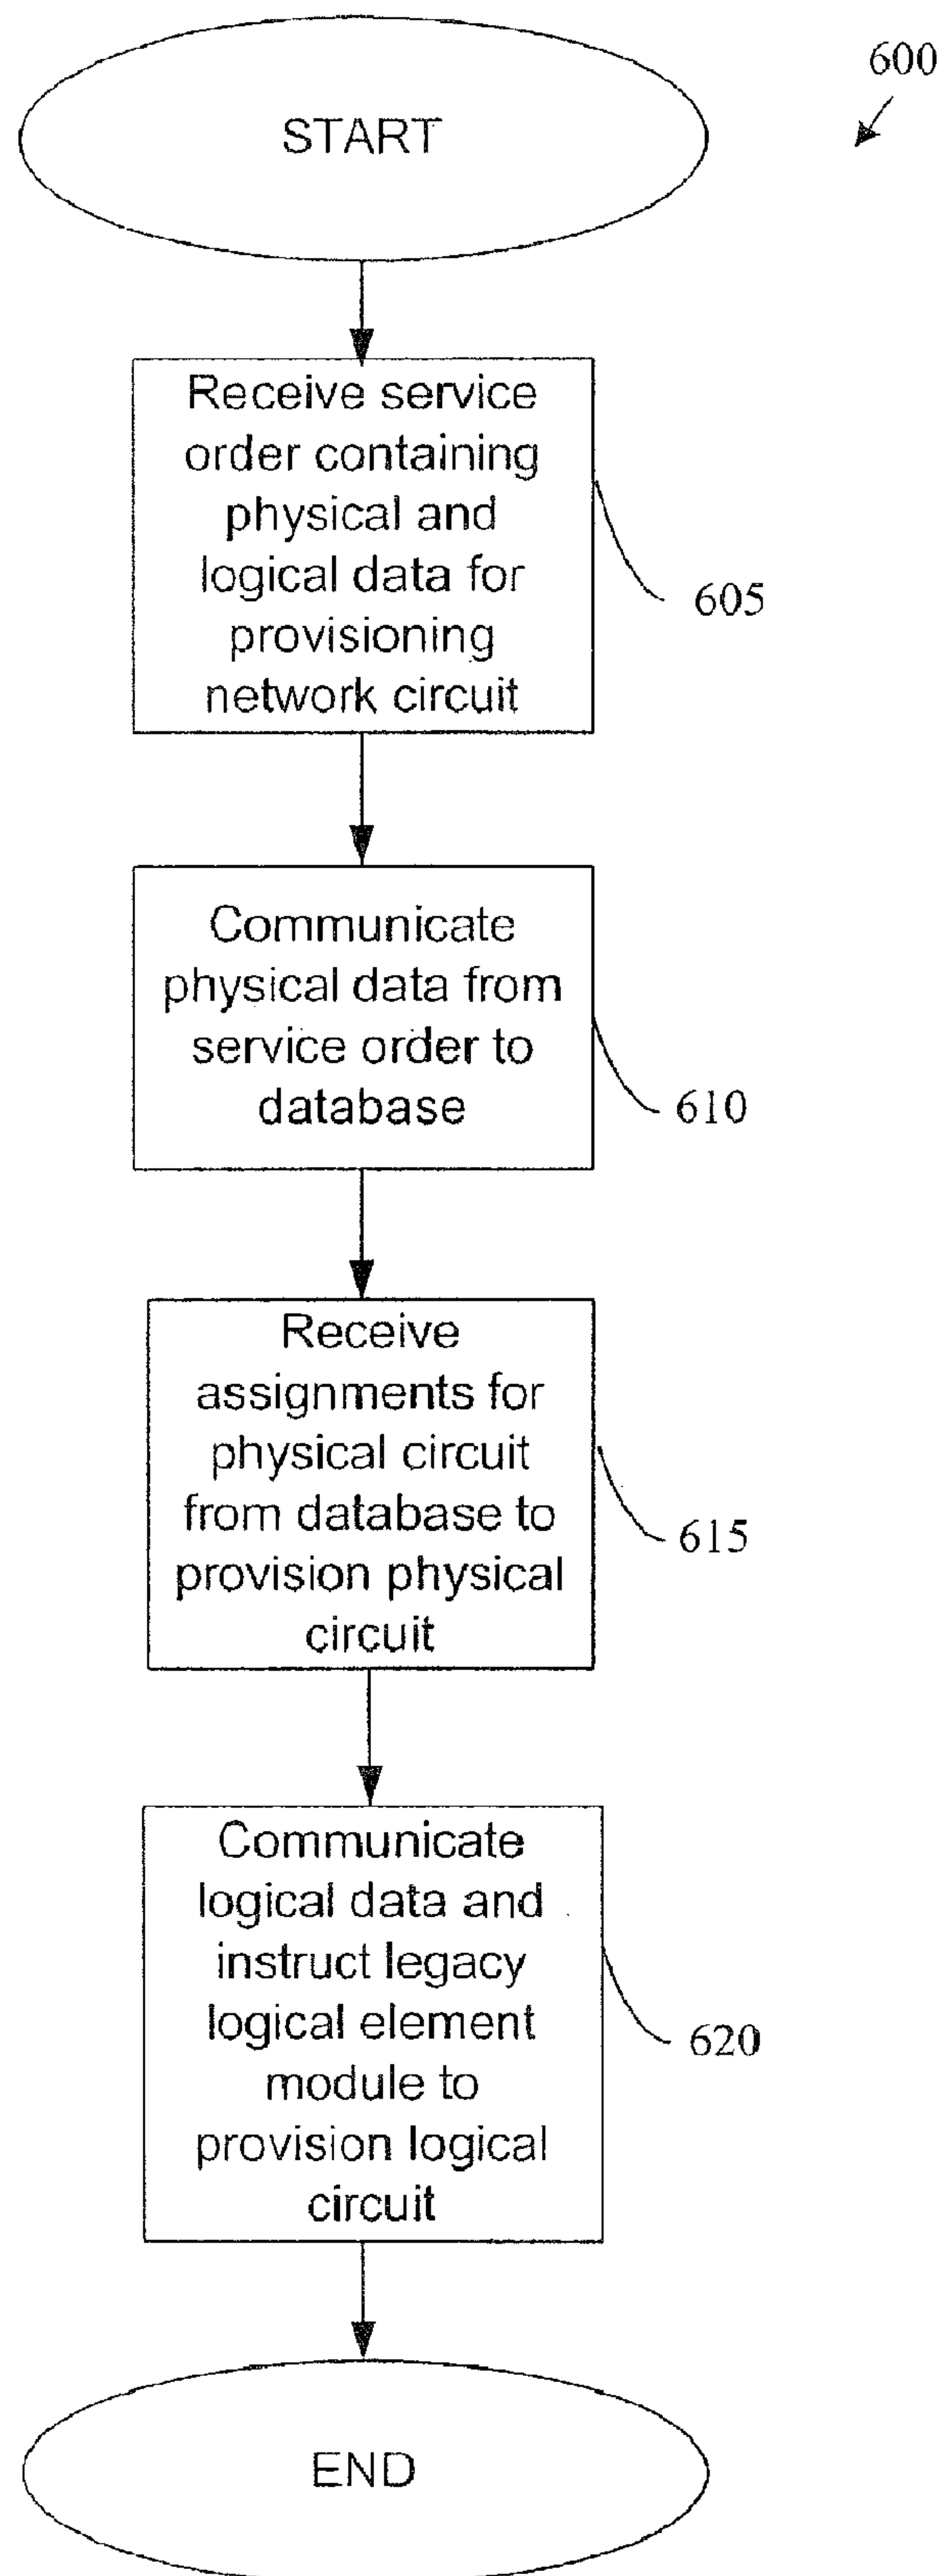 600
START
Receive service
order containing
physical and
logical data for
provisioning
network circuit
605
Communicate
physical data from
service order to
database
610
Receive
assignments for
physical circuit
from database to
provision physical
circuit
615
Communicate
logical data and
instruct legacy
logical element
module to
provision logical
circuit
620
END